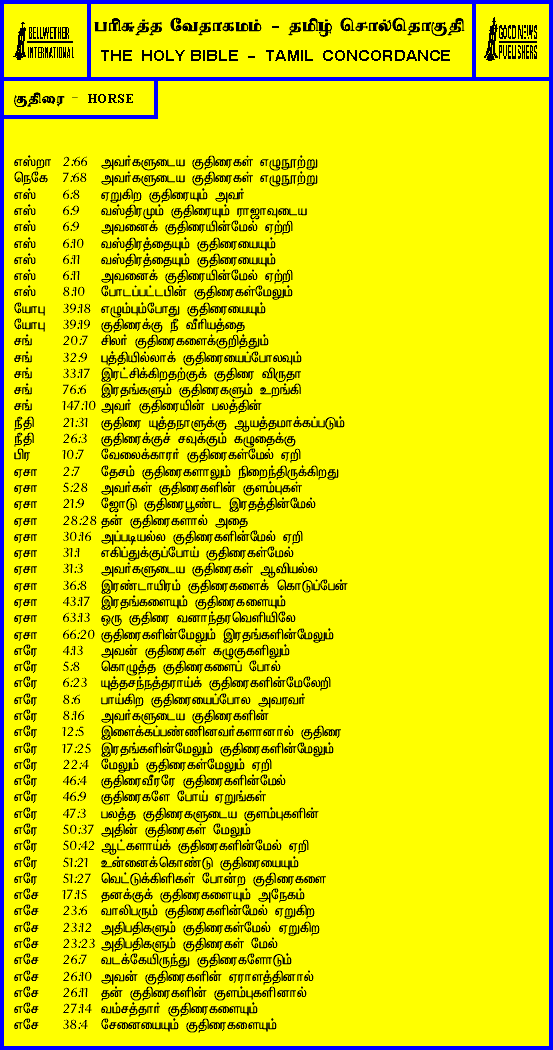 BELLWETHER
INTERNATIONAL
பரிசுத்த வேதாகமம் - தமிழ் சொல்தொகுதி
THE HOLY BIBLE - TAMIL CONCORDANCE
GOOD NEWS
PUBLISHERS
குதிரை - HORSE
எஸ்றா 2:66 அவர்களுடைய குதிரைகள் எழுநூற்று
நெகே 7:68 அவர்களுடைய குதிரைகள் எழுநூற்று
எஸ் 6:8 ஏறுகிற குதிரையும் அவர்
எஸ் 6:9 வஸ்திரமும் குதிரையும் ராஜாவுடைய
எஸ் 6:9 அவனைக் குதிரையின்மேல் ஏற்றி
எஸ் 6:10 வஸ்திரத்தையும் குதிரையையும்
எஸ் 6:11 வஸ்திரத்தையும் குதிரையையும்
எஸ் 6:11 அவனைக் குதிரையின்மேல் ஏற்றி
எஸ் 8:10 போடப்பட்டபின் குதிரைகள்மேலும்
யோபு 39:18 எழும்பும்போது குதிரையையும்
யோபு 39:19 குதிரைக்கு நீ வீரியத்தை
சங் 20:7 சிலர் குதிரைகளைக்குறித்தும்
சங் 32:9 புத்தியில்லாக் குதிரையைப்போலவும்
சங் 33:17 இரட்சிக்கிறதற்குக் குதிரை விருதா
சங் 76:6 இரதங்களும் குதிரைகளும் உறங்கி
சங் 147:10 அவர் குதிரையின் பலத்தின்
நீதி 21:31 குதிரை யுத்தநாளுக்கு ஆயத்தமாக்கப்படும்
நீதி 26:3 குதிரைக்குச் சவுக்கும் கழுதைக்கு
பிர 10:7 வேலைக்காரர் குதிரைகள்மேல் ஏறி
ஏசா 2:7 தேசம் குதிரைகளாலும் நிறைந்திருக்கிறது
ஏசா 5:28 அவர்கள் குதிரைகளின் குளம்புகள்
ஏசா 21:9 ஜோடு குதிரைபூண்ட இரதத்தின்மேல்
ஏசா 28:28 தன் குதிரைகளால் அதை
ஏசா 30:16 அப்படியல்ல குதிரைகளின்மேல் ஏறி
ஏசா 31:1 எகிப்துக்குப்போய் குதிரைகள்மேல்
ஏசா 31:3 அவர்களுடைய குதிரைகள் ஆவியல்ல
ஏசா 36:8 இரண்டாயிரம் குதிரைகளைக் கொடுப்பேன்
ஏசா 43:17 இரதங்களையும் குதிரைகளையும்
ஏசா 63:13 ஒரு குதிரை வனாந்தரவெளியிலே
ஏசா 66:20 குதிரைகளின்மேலும் இரதங்களின்மேலும்
எரே 4:13 அவன் குதிரைகள் கழுகுகளிலும்
எரே 5:8 கொழுத்த குதிரைகளைப் போல்
எரே 6:23 யுத்தசந்நத்தராய்க் குதிரைகளின்மேலேறி
எரே 8:6 பாய்கிற குதிரையைப்போல அவரவர்
எரே 8:16 அவர்களுடைய குதிரைகளின்
எரே 12:5 இளைக்கப்பண்ணினவர்களானால் குதிரை
எரே 17:25 இரதங்களின்மேலும் குதிரைகளின்மேலும்
எரே 22:4 மேலும் குதிரைகள்மேலும் ஏறி
எரே 46:4 குதிரைவீரரே குதிரைகளின்மேல்
எரே 46:9 குதிரைகளே போய் ஏறுங்கள்
எரே 47:3 பலத்த குதிரைகளுடைய குளம்புகளின்
எரே 50:37 அதின் குதிரைகள் மேலும்
எரே 50:42 ஆட்களாய்க் குதிரைகளின்மேல் ஏறி
எரே 51:21 உன்னைக்கொண்டு குதிரையையும்
எரே 51:27 வெட்டுக்கிளிகள் போன்ற குதிரைகளை
எசே 17:15 தனக்குக் குதிரைகளையும் அநேகம்
எசே 23:6 வாலிபரும் குதிரைகளின்மேல் ஏறுகிற
எசே 23:12 அதிபதிகளும் குதிரைகள்மேல் ஏறுகிற
எசே 23:23 அதிபதிகளும் குதிரைகள் மேல்
எசே 26:7 வடக்கேயிருந்து குதிரைகளோடும்
எசே 26:10 அவன் குதிரைகளின் ஏராளத்தினால்
எசே 26:11 தன் குதிரைகளின் குளம்புகளினால்
எசே 27:14 வம்சத்தார் குதிரைகளையும்
எசே 38:4 சேனையையும் குதிரைகளையும்